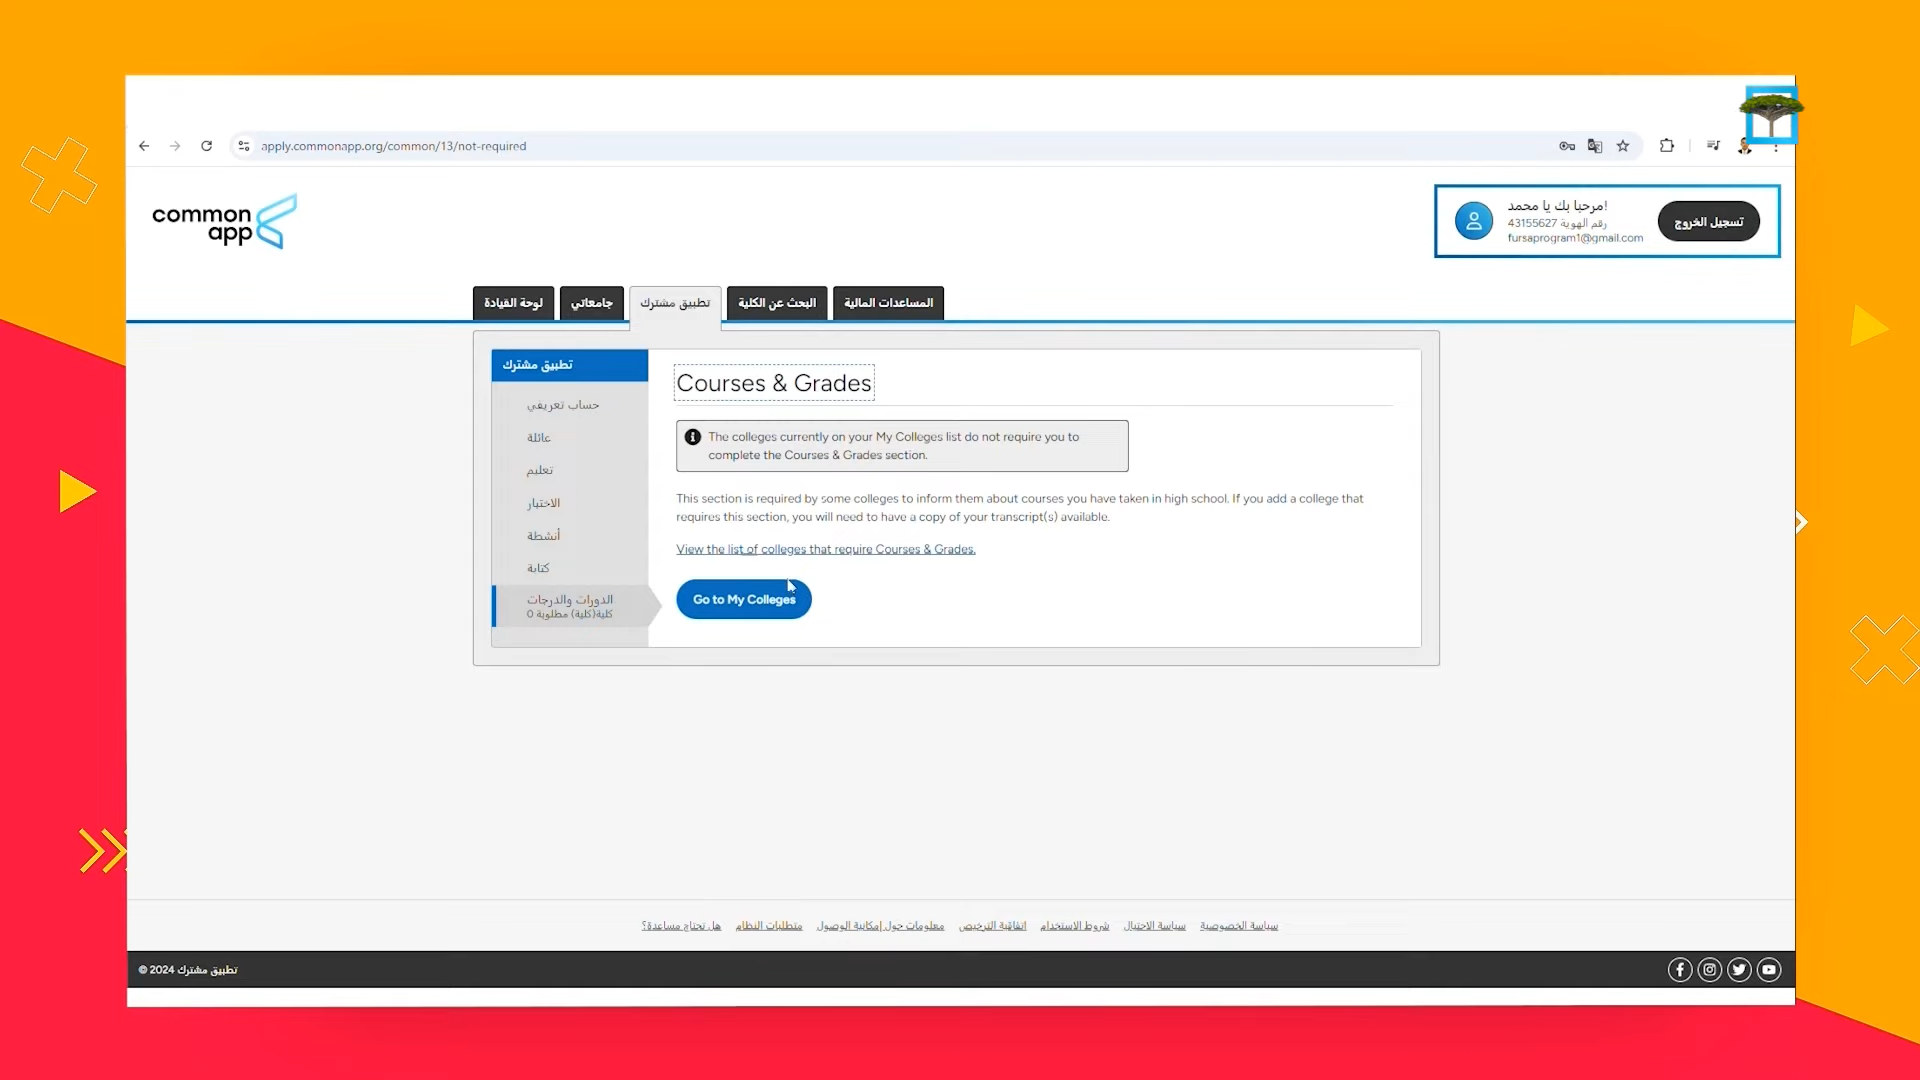 apply.commonapp.org/common/13/not-required
common
app
مرحبا بك يا محمد!
رقم الهوية 43155627
fursaprogram1@gmail.com
تسجيل الخروج
لوحة القيادة
جامعاتي
تطبيق مشترك
البحث عن الكلية
المساعدات المالية
تطبيق مشترك
حساب تعريفي
عائلة
تعليم
الاختبار
أنشطة
كتابة
الدورات والدرجات
كلية(كلية) مطلوبة 0
Courses & Grades
The colleges currently on your My Colleges list do not require you to
complete the Courses & Grades section.
This section is required by some colleges to inform them about courses you have taken in high school. If you add a college that
requires this section, you will need to have a copy of your transcript(s) available.
View the list of colleges that require Courses & Grades.
Go to My Colleges
هل تحتاج مساعدة؟
متطلبات النظام
معلومات حول إمكانية الوصول
اتفاقية الترخيص
شروط الاستخدام
سياسة الاحتيال
سياسة الخصوصية
تطبيق مشترك 2024 ©